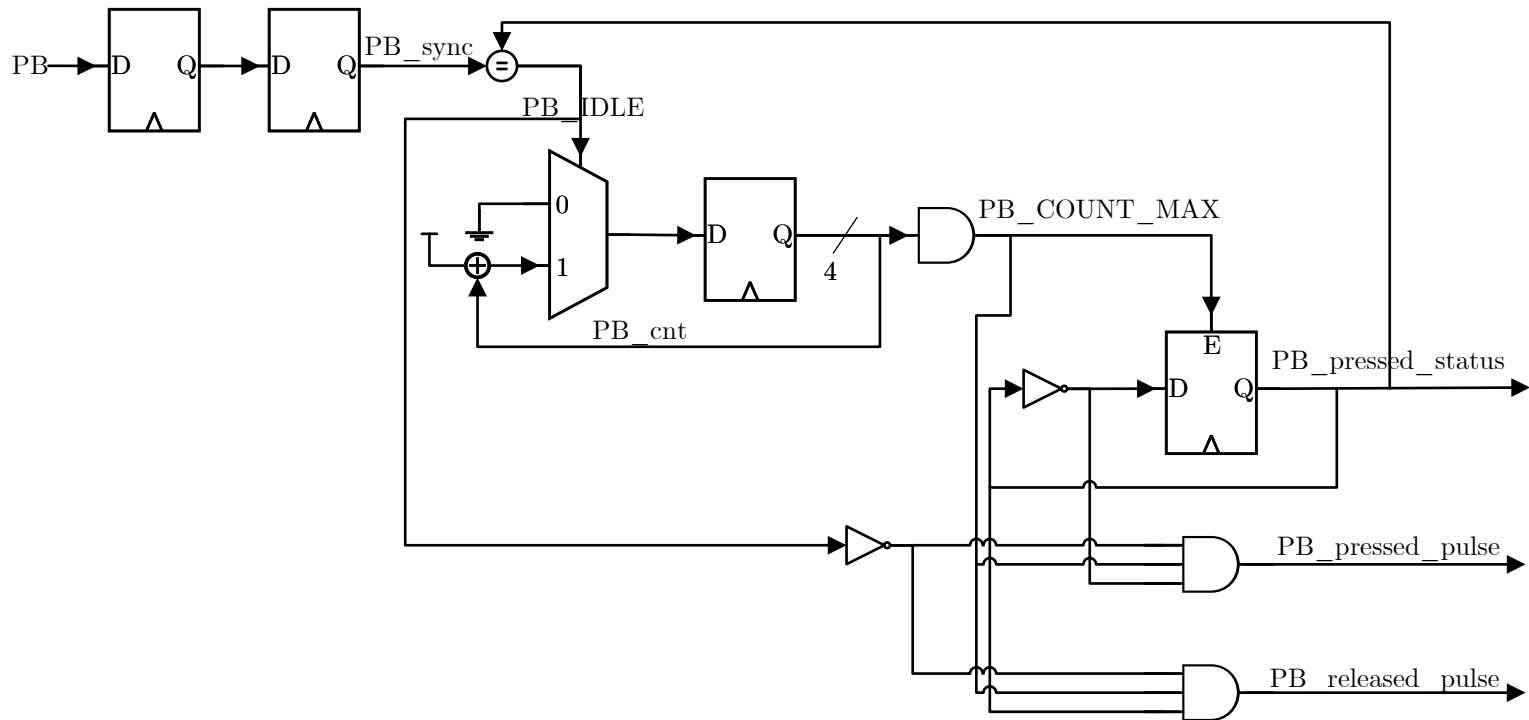 PB
D
Q
D
Q
PB_sync
=
PB_IDLE
0
1
+
D
Q
4
PB_COUNT_MAX
PB_cnt
E
D
Q
PB_pressed_status
PB_pressed_pulse
PB_released_pulse